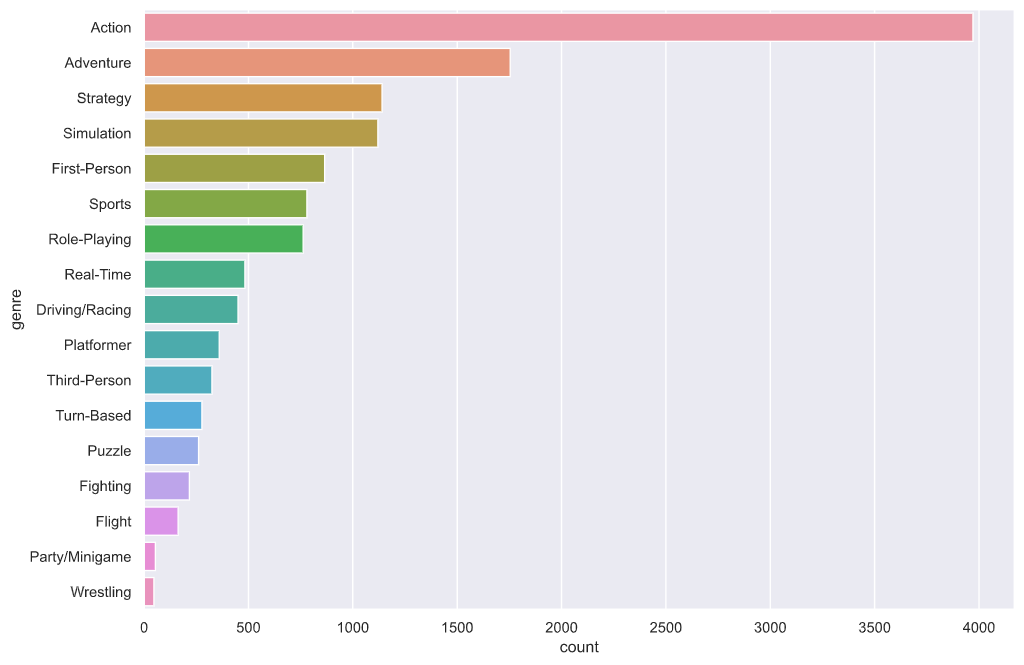 Action
Adventure
Strategy
Simulation
First-Person
Sports
Role-Playing
Real-Time
Driving/Racing
Platformer
Third-Person
Turn-Based
Puzzle
Fighting
Flight
Party/Minigame
Wrestling
genre
0 500 1000 1500 2000 2500 3000 3500 4000
count